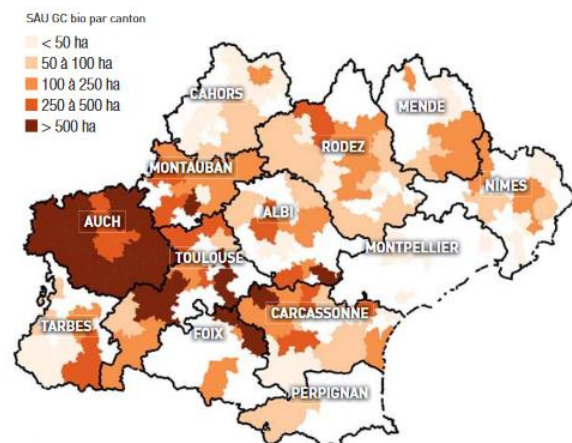 SAU GC bio par canton
< 50 ha
50 à 100 ha
100 à 250 ha
250 à 500 ha
> 500 ha
CAHORS
MENDE
RODEZ
MONTAUBAN
NÎMES
ALBI
AUCH
MONTPELLIER
TOULOUSE
CARCASSONNE
TARBES
FOIX
PERPIGNAN